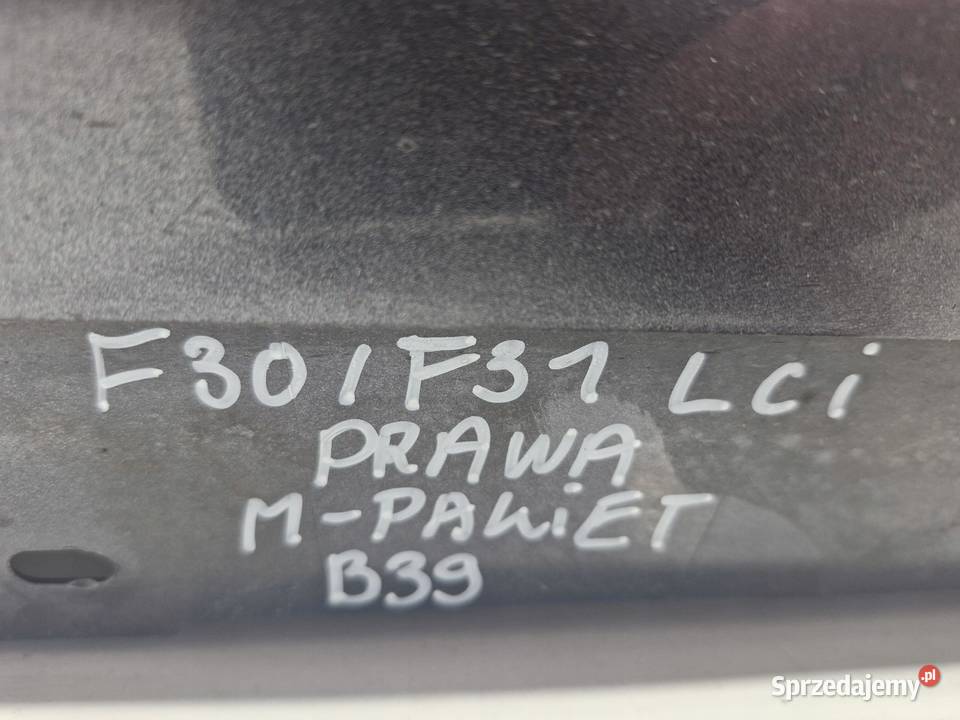 F30/F31 LCi
PRAWA
M-PAKiET
B39
Sprzedajemy.pl